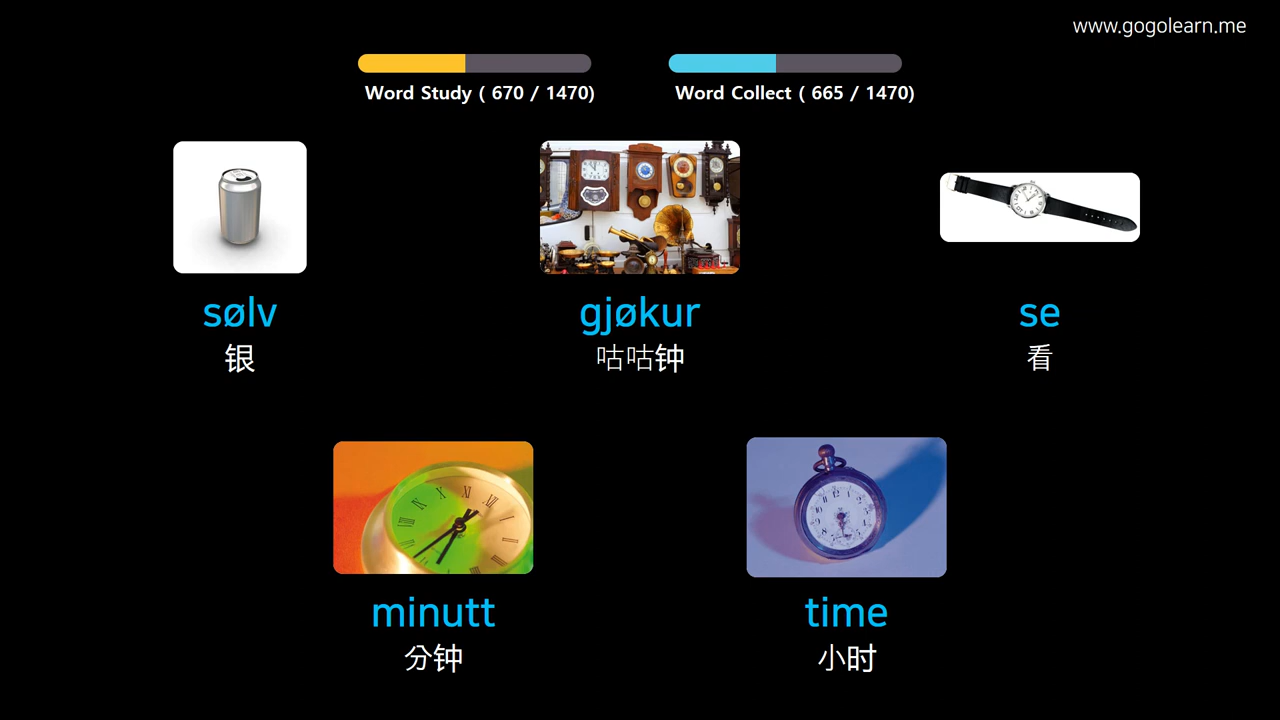 www.gogolearn.me
Word Study ( 670 / 1470)
Word Collect ( 665 / 1470)
sølv
银
gjøkur
咕咕钟
se
看
minutt
分钟
time
小时